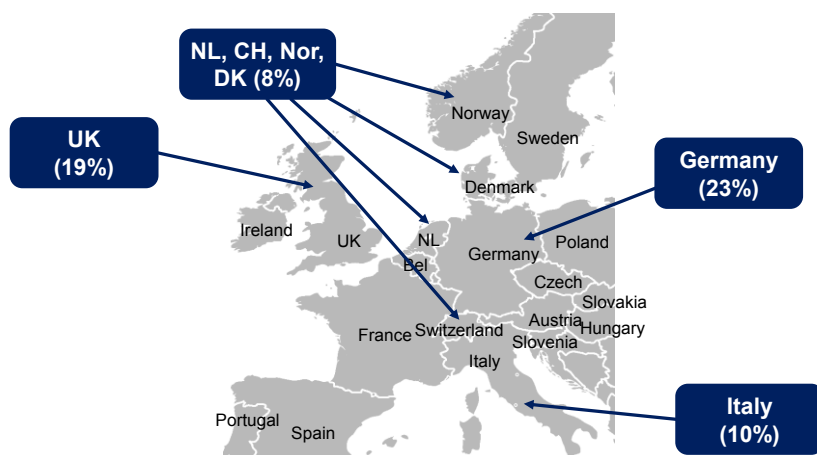 NL, CH, Nor,
DK (8%)
UK
(19%)
Germany
(23%)
Italy
(10%)
Norway
Sweden
Denmark
Ireland
UK
NL
Bel
Germany
Poland
Czech
Slovakia
Austria
Hungary
Slovenia
Switzerland
France
Italy
Portugal
Spain